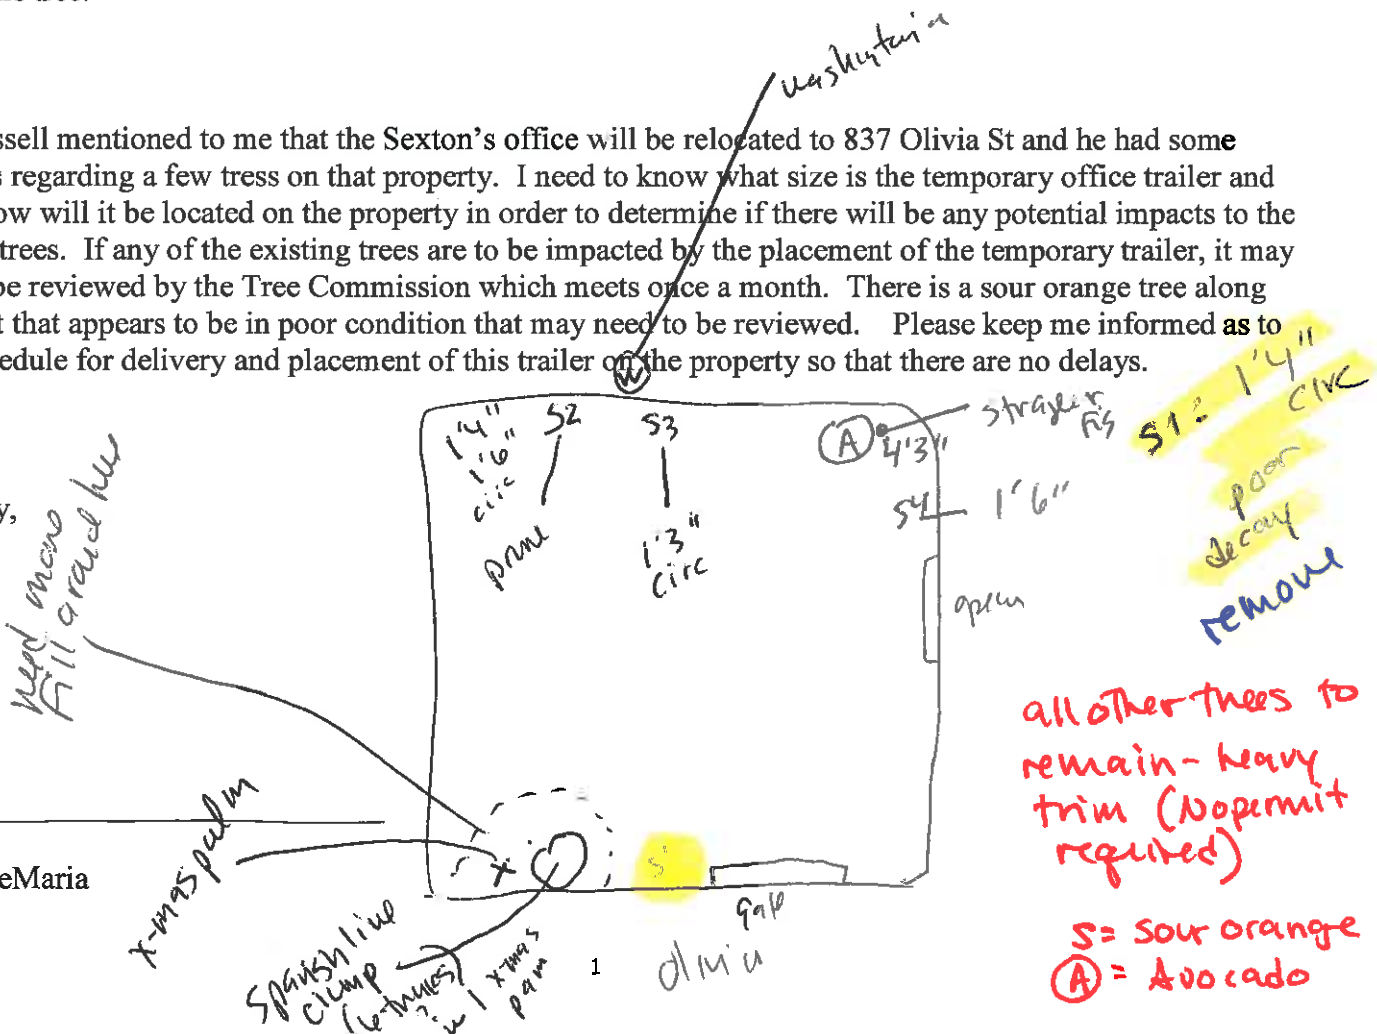 washingtonia
ssell mentioned to me that the Sexton's office will be relocated to 837 Olivia St and he had some
s regarding a few tress on that property. I need to know what size is the temporary office trailer and
ow will it be located on the property in order to determine if there will be any potential impacts to the
trees. If any of the existing trees are to be impacted by the placement of the temporary trailer, it may
be reviewed by the Tree Commission which meets once a month. There is a sour orange tree along
t that appears to be in poor condition that may need to be reviewed. Please keep me informed as to
edule for delivery and placement of this trailer on the property so that there are no delays.
W
S1= 1'4"
circ
poor
decay
remove
1'4"
1'6"
circ
S2
prune
S3
1'3"
circ
A
4'3"
strangler
fig
S4
1'6"
open
y,
need more
fill around here
all other trees to
remain - heavy
trim (No permit
required)
x-mas palm
x
S
eMaria
gate
Spanish lime
clump
1 x-mas
palm
1
Olivia
S= sour orange
A = Avocado